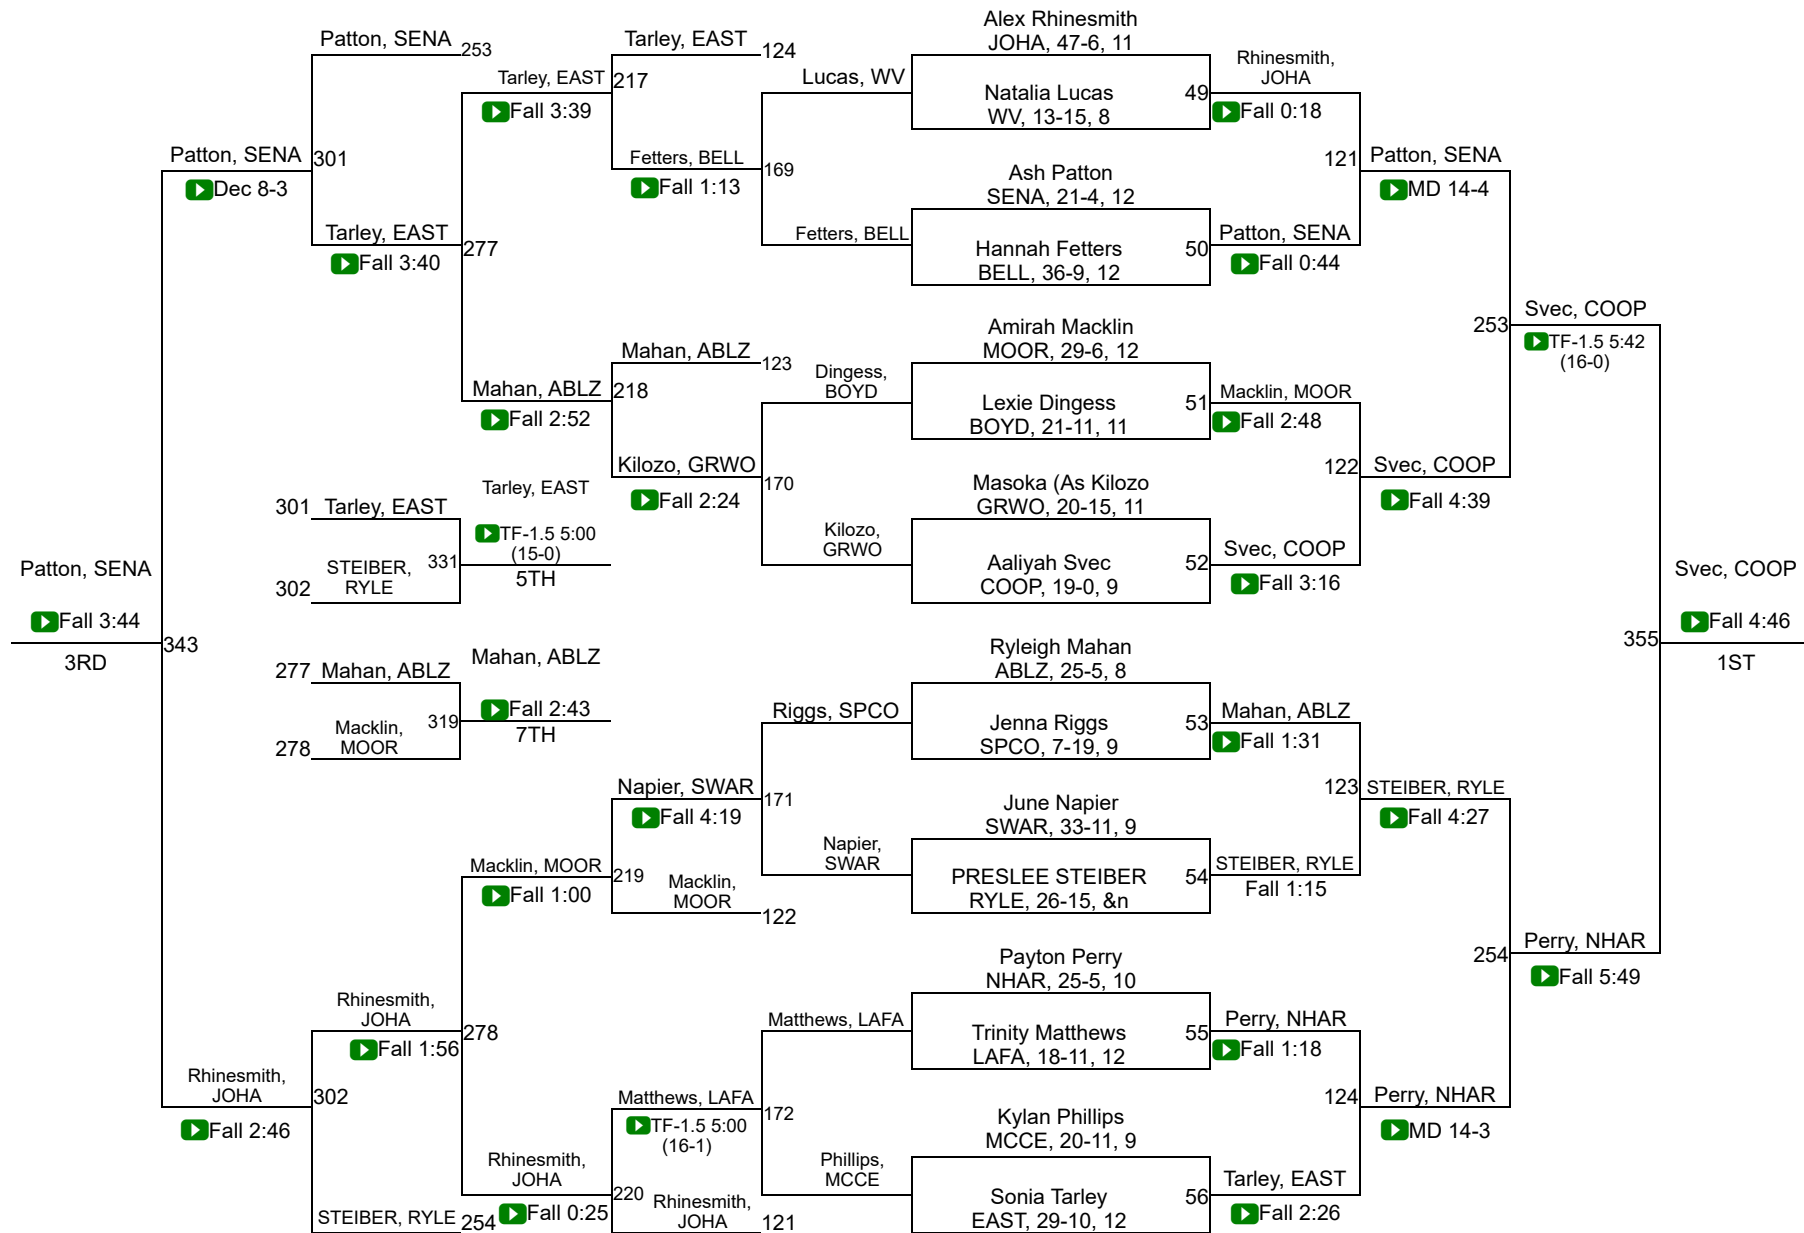 Alex Rhinesmith
JOHA, 47-6, 11
Natalia Lucas
WV, 13-15, 8
49
Ash Patton
SENA, 21-4, 12
Hannah Fetters
BELL, 36-9, 12
50
Amirah Macklin
MOOR, 29-6, 12
Lexie Dingess
BOYD, 21-11, 11
51
Masoka (As Kilozo
GRWO, 20-15, 11
Aaliyah Svec
COOP, 19-0, 9
52
Ryleigh Mahan
ABLZ, 25-5, 8
Jenna Riggs
SPCO, 7-19, 9
53
June Napier
SWAR, 33-11, 9
PRESLEE STEIBER
RYLE, 26-15, &n
54
Payton Perry
NHAR, 25-5, 10
Trinity Matthews
LAFA, 18-11, 12
55
Kylan Phillips
MCCE, 20-11, 9
Sonia Tarley
EAST, 29-10, 12
56
Rhinesmith,
JOHA
Fall 0:18
Patton, SENA
Fall 0:44
Macklin, MOOR
Fall 2:48
Svec, COOP
Fall 3:16
Mahan, ABLZ
Fall 1:31
STEIBER, RYLE
Fall 1:15
Perry, NHAR
Fall 1:18
Tarley, EAST
Fall 2:26
121
Patton, SENA
MD 14-4
122
Svec, COOP
Fall 4:39
123
STEIBER, RYLE
Fall 4:27
124
Perry, NHAR
MD 14-3
253
Svec, COOP
TF-1.5 5:42
(16-0)
254
Perry, NHAR
Fall 5:49
355
Svec, COOP
Fall 4:46
1ST
Lucas, WV
Fetters, BELL
Dingess,
BOYD
Kilozo,
GRWO
Riggs, SPCO
Napier,
SWAR
Matthews, LAFA
Phillips,
MCCE
Tarley, EAST
124
Fetters, BELL
169
Fall 1:13
Mahan, ABLZ
123
Kilozo, GRWO
170
Fall 2:24
Napier, SWAR
171
Fall 4:19
Macklin,
MOOR
122
Matthews, LAFA
172
TF-1.5 5:00
(16-1)
Rhinesmith,
JOHA
121
Tarley, EAST
217
Fall 3:39
Mahan, ABLZ
218
Fall 2:52
Macklin, MOOR
219
Fall 1:00
Rhinesmith,
JOHA
220
Fall 0:25
Patton, SENA
253
Tarley, EAST
277
Fall 3:40
Rhinesmith,
JOHA
278
Fall 1:56
STEIBER, RYLE
254
Patton, SENA
301
Dec 8-3
Rhinesmith,
JOHA
302
Fall 2:46
Patton, SENA
Fall 3:44
343
3RD
301
Tarley, EAST
302
STEIBER,
RYLE
331
Tarley, EAST
TF-1.5 5:00
(15-0)
5TH
277
Mahan, ABLZ
278
Macklin,
MOOR
319
Mahan, ABLZ
Fall 2:43
7TH